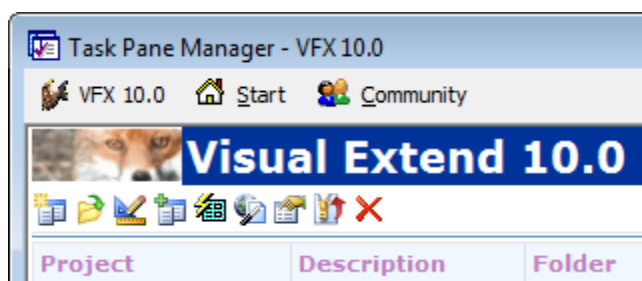 Task Pane Manager - VFX 10.0
VFX 10.0 Start Community
Visual Extend 10.0
Project Description Folder